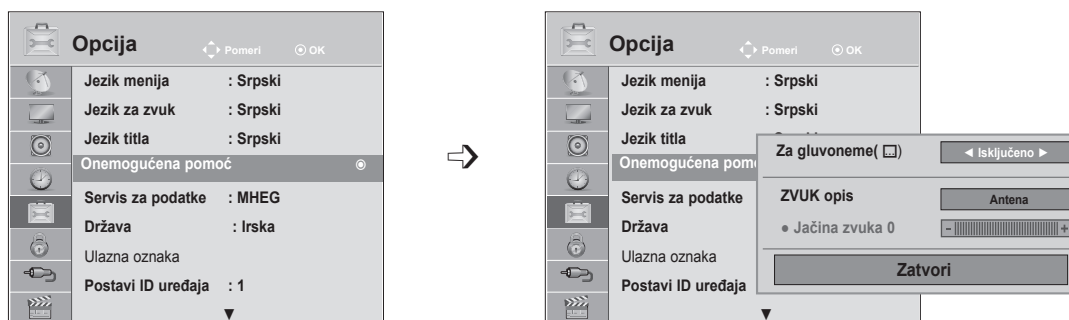 Opcija
Pomeri
OK
Jezik menija : Srpski
Jezik za zvuk : Srpski
Jezik titla : Srpski
Onemogućena pomoć
Servis za podatke : MHEG
Država : Irska
Ulazna oznaka
Postavi ID uređaja : 1
Opcija
Pomeri
OK
Jezik menija : Srpski
Jezik za zvuk : Srpski
Jezik titla
Onemogućena
Servis za podatke
Država
Ulazna oznaka
Postavi ID uređaja
Za gluvoneme( ) ◄ Isključeno ►
ZVUK opis Antena
● Jačina zvuka 0 - +
Zatvori